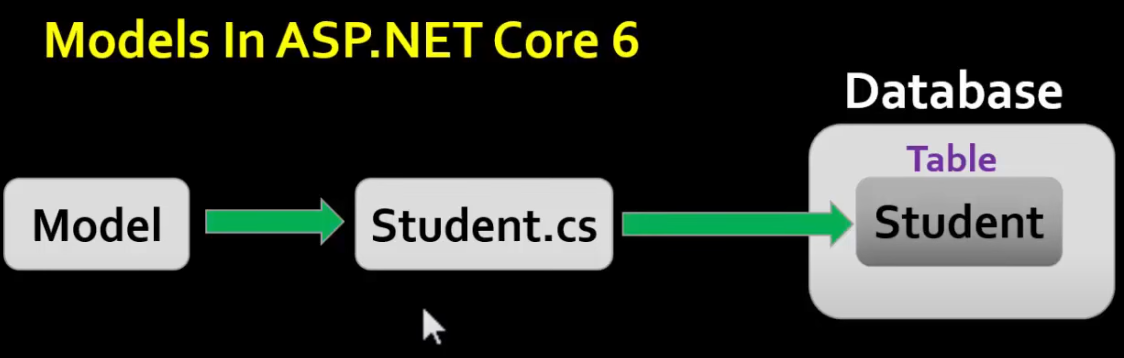 Models In ASP.NET Core 6
Database
Table
Model
Student.cs
Student